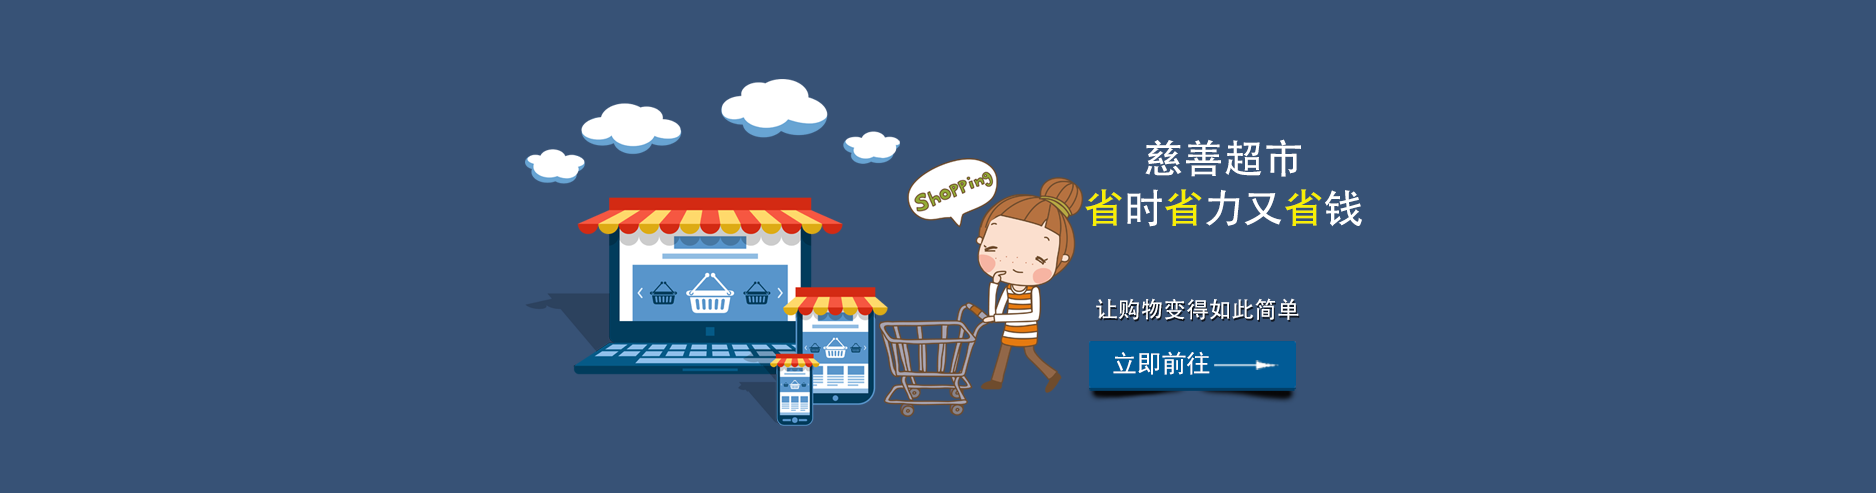 Shopping
慈善超市
省时省力又省钱
让购物变得如此简单
立即前往